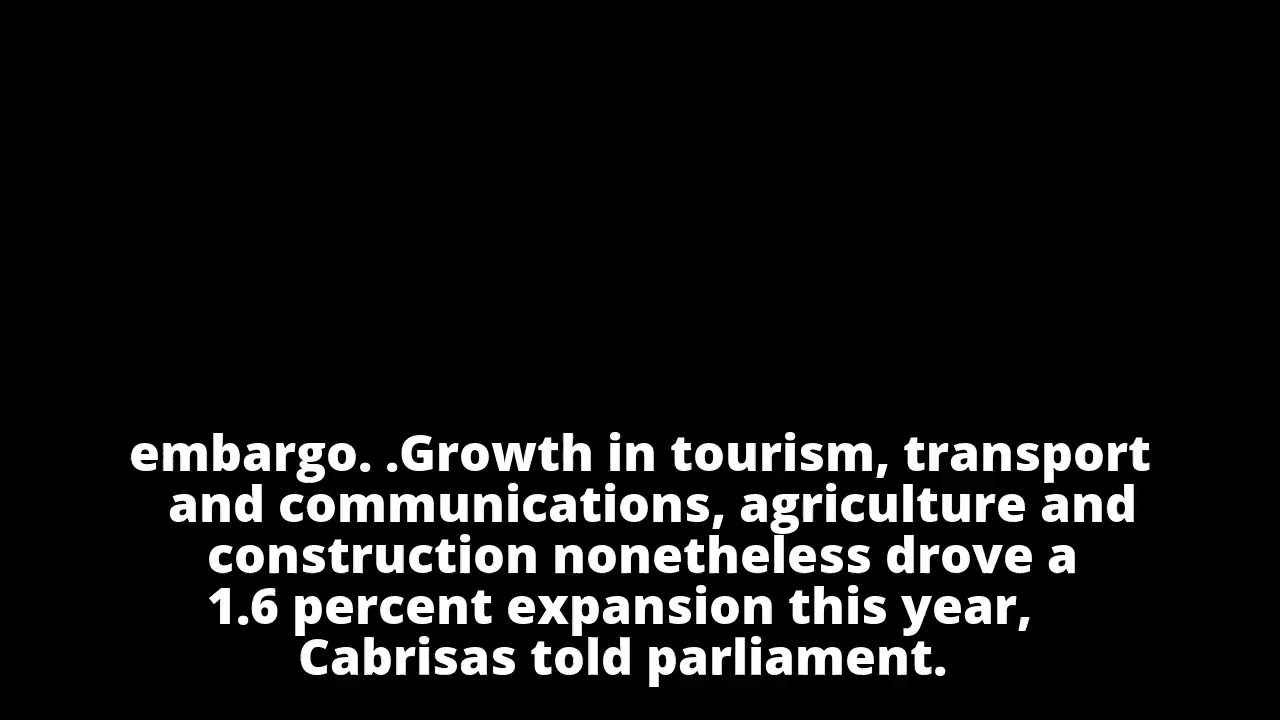 embargo. .Growth in tourism, transport
and communications, agriculture and
construction nonetheless drove a
1.6 percent expansion this year,
Cabrisas told parliament.